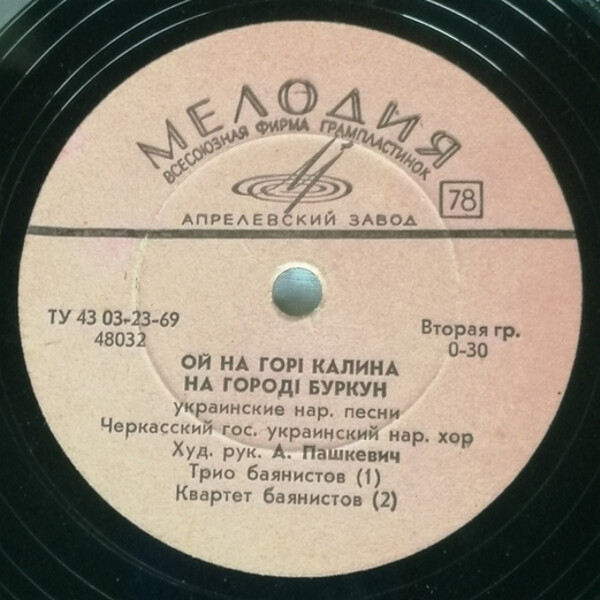 МЕЛОДИЯ
ВСЕСОЮЗНАЯ ФИРМА ГРАМПЛАСТИНОК
78
АПРЕЛЕВСКИЙ ЗАВОД
ТУ 43 03-23-69
48032
Вторая гр.
0-30
ОЙ НА ГОРІ КАЛИНА
НА ГОРОДІ БУРКУН
украинские нар. песни
Черкасский гос. украинский нар. хор
Худ. рук. А. Пашкевич
Трио баянистов (1)
Квартет баянистов (2)